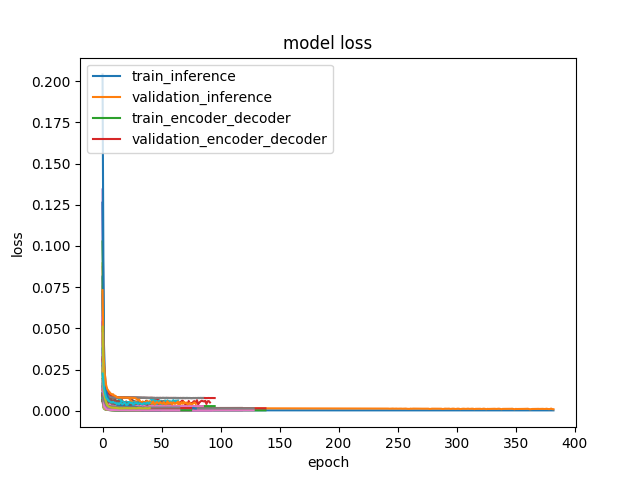 model loss
train_inference
validation_inference
train_encoder_decoder
validation_encoder_decoder
0.200
0.175
0.150
0.125
0.100
0.075
0.050
0.025
0.000
loss
0 50 100 150 200 250 300 350 400
epoch